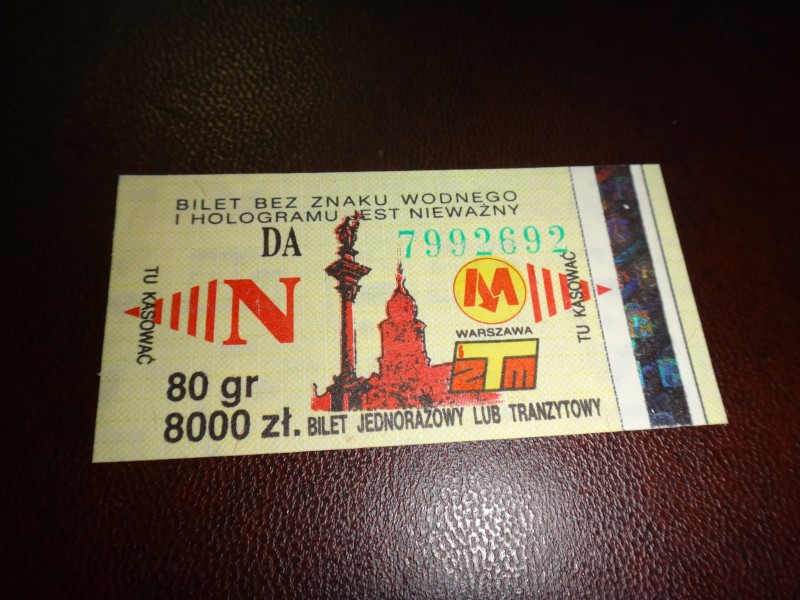 BILET BEZ ZNAKU WODNEGO
I HOLOGRAMU JEST NIEWAŻNY
DA 7992692
TU KASOWAĆ
N
M
TU KASOWAĆ
WARSZAWA
ZTM
80 gr
8000 zł.
BILET JEDNORAZOWY LUB TRANZYTOWY